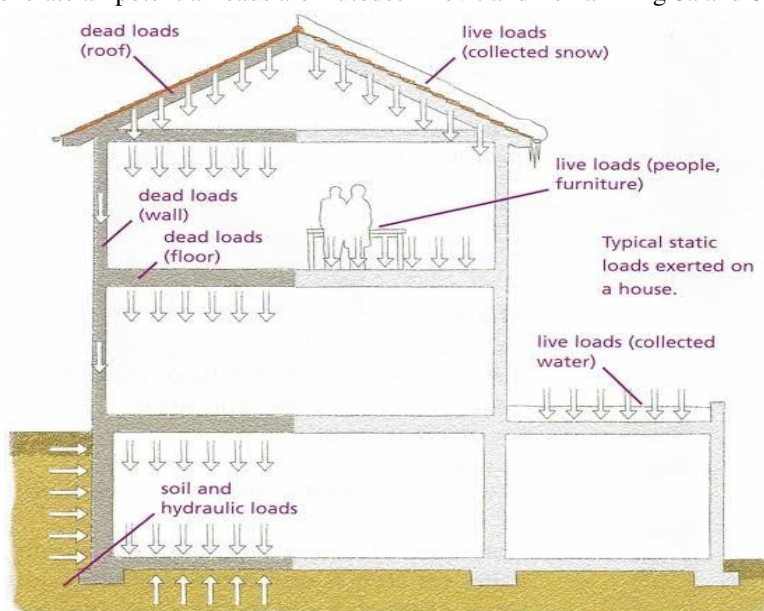 dead loads
(roof)
live loads
(collected snow)
live loads (people,
furniture)
dead loads
(wall)
dead loads
(floor)
Typical static
loads exerted on
a house.
live loads (collected
water)
soil and
hydraulic loads